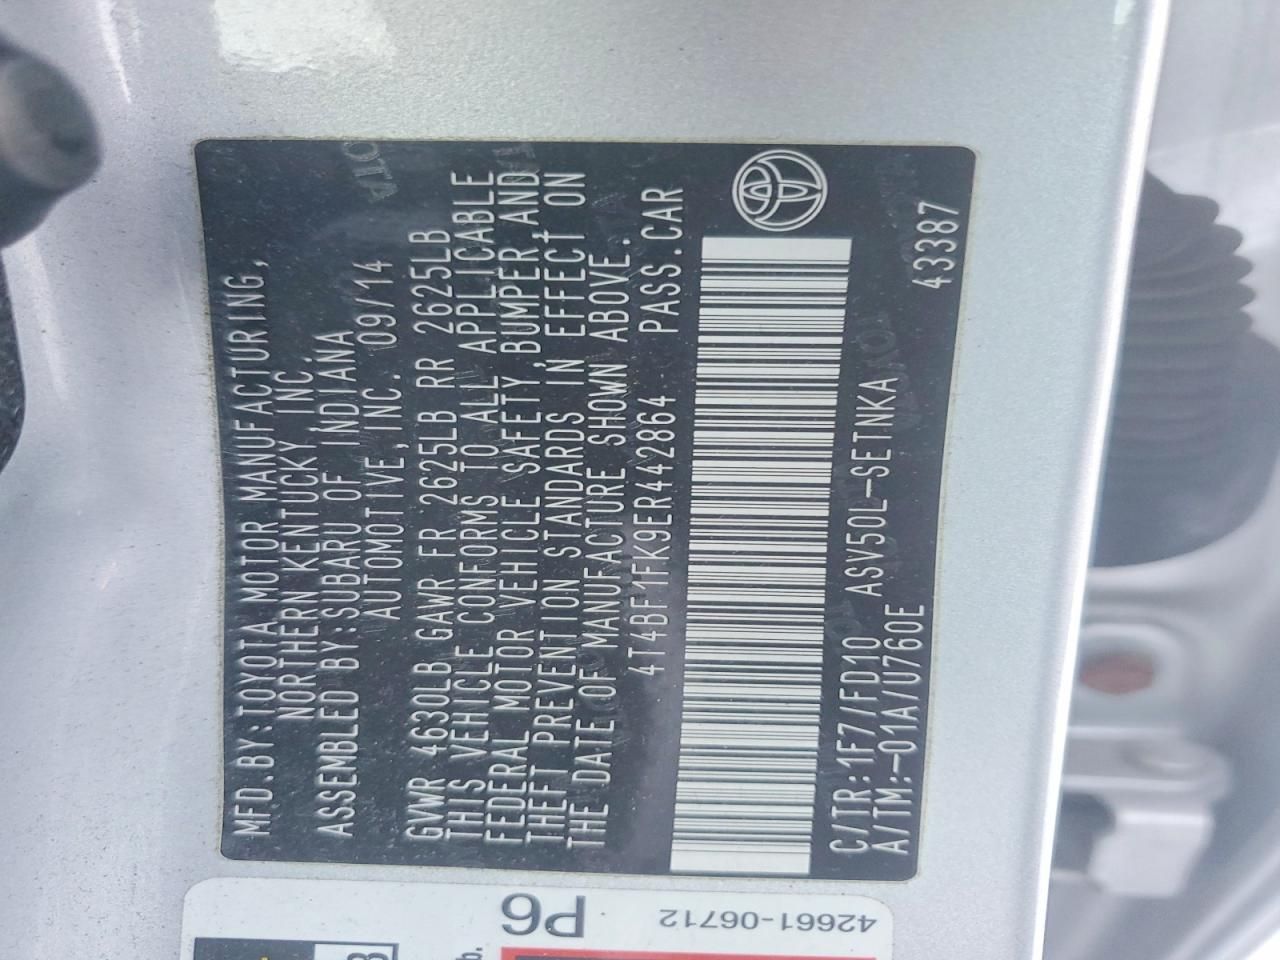 MFD.BY:TOYOTA MOTOR MANUFACTURING,
NORTHERN KENTUCKY, INC.
ASSEMBLED BY:SUBARU OF INDIANA
AUTOMOTIVE, INC. 09/14
GVWR 4630LB GAWR FR 2625LB RR 2625LB
THIS VEHICLE CONFORMS TO ALL APPLICABLE
FEDERAL MOTOR VEHICLE SAFETY,BUMPER,AND
THEFT PREVENTION STANDARDS IN EFFECT ON
THE DATE OF MANUFACTURE SHOWN ABOVE.
4T4BF1FK9ER442864 PASS.CAR
C/TR:1F7/FD10 ASV50L-SETNKA
A/TM:-01A/U760E 43387
42661-06712
P6